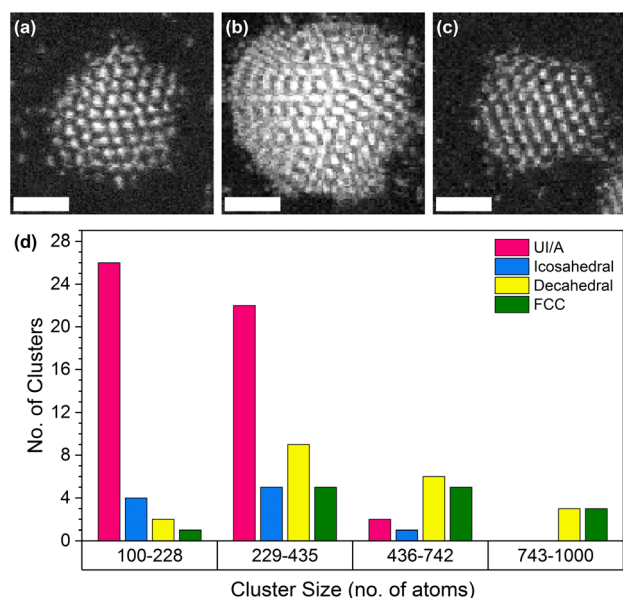 (a)
(b)
(c)
(d)
28
24
20
16
12
8
4
0
No. of Clusters
UI/A
Icosahedral
Decahedral
FCC
100-228
229-435
436-742
743-1000
Cluster Size (no. of atoms)